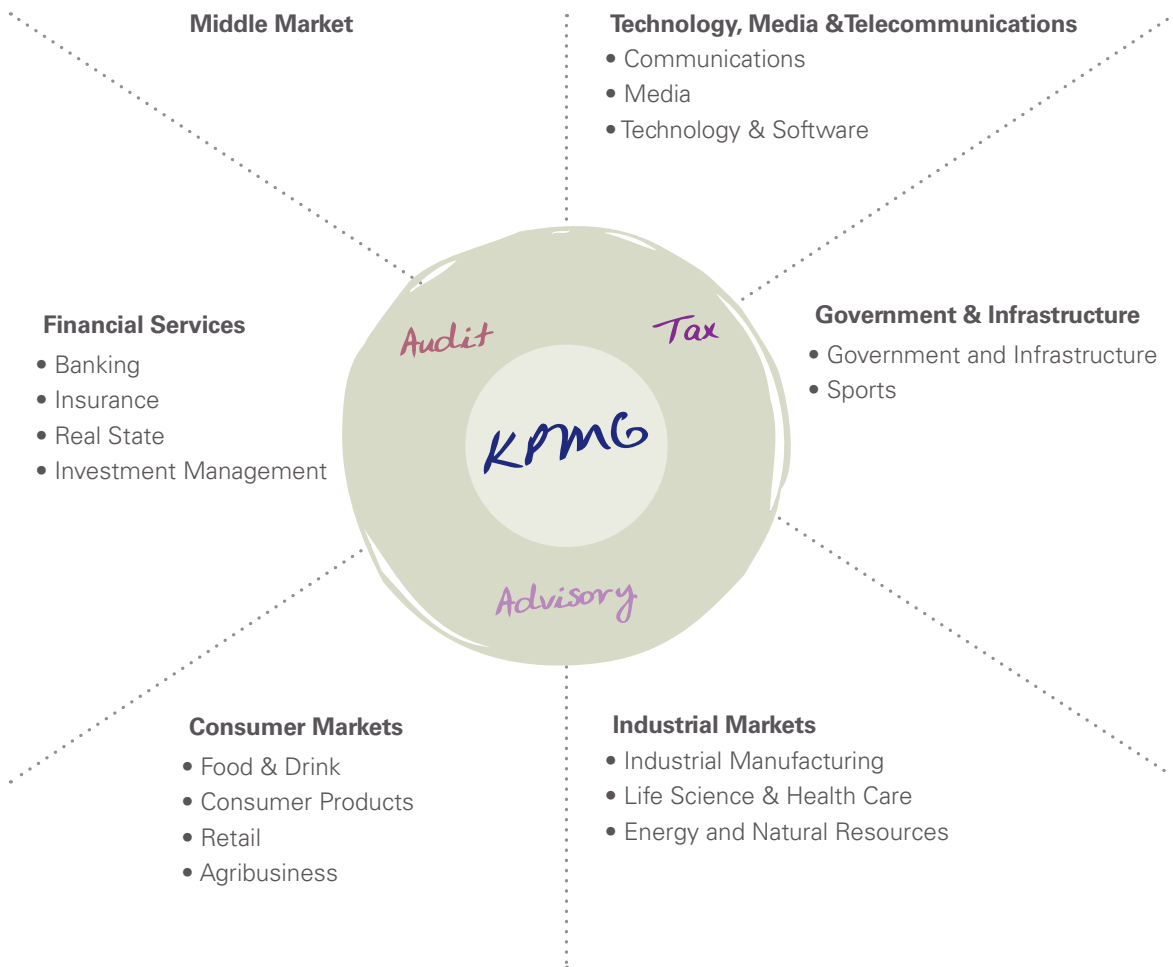 Middle Market
Technology, Media &Telecommunications
• Communications
• Media
• Technology & Software
Financial Services
• Banking
• Insurance
• Real State
• Investment Management
Audit
Tax
KPMG
Advisory
Government & Infrastructure
• Government and Infrastructure
• Sports
Consumer Markets
• Food & Drink
• Consumer Products
• Retail
• Agribusiness
Industrial Markets
• Industrial Manufacturing
• Life Science & Health Care
• Energy and Natural Resources